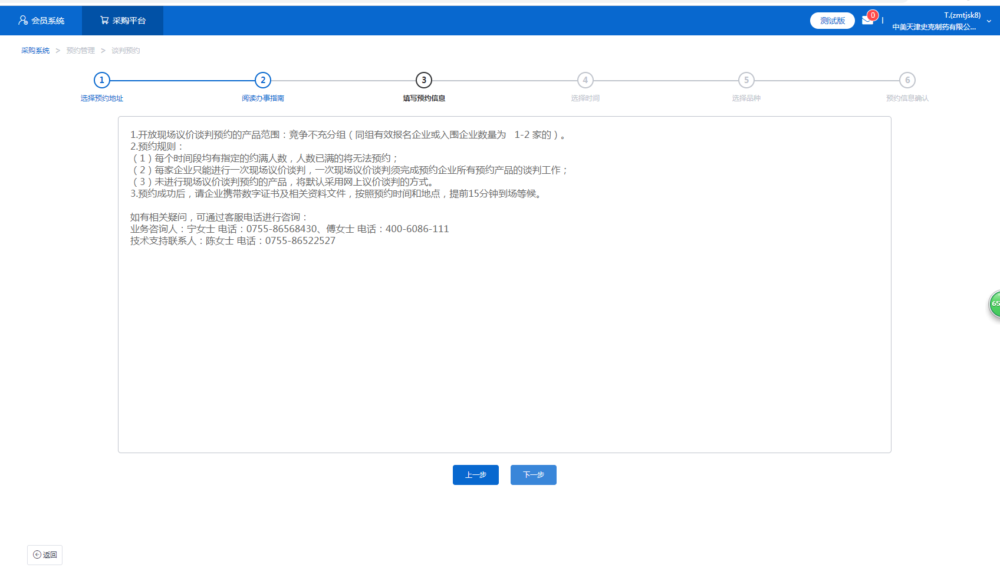 会员系统
采购平台
测试版
0
T.(zmtjsk8)
中美天津史克制药有限公...
采购系统 > 预约管理 > 谈判预约
1 2 3 4 5 6
选择预约地址 阅读办事指南 填写预约信息 选择时间 选择品种 预约信息确认
1.开放现场议价谈判预约的产品范围：竞争不充分组（同组有效报名企业或入围企业数量为 1-2 家的）。
2.预约规则：
（1）每个时间段均有指定的约满人数，人数已满的将无法预约；
（2）每家企业只能进行一次现场议价谈判，一次现场议价谈判须完成预约企业所有预约产品的谈判工作；
（3）未进行现场议价谈判预约的产品，将默认采用网上议价谈判的方式。
3.预约成功后，请企业携带数字证书及相关资料文件，按照预约时间和地点，提前15分钟到场等候。
如有相关疑问，可通过客服电话进行咨询：
业务咨询人：宁女士 电话：0755-86568430、傅女士 电话：400-6086-111
技术支持联系人：陈女士 电话：0755-86522527
65
上一步 下一步
返回